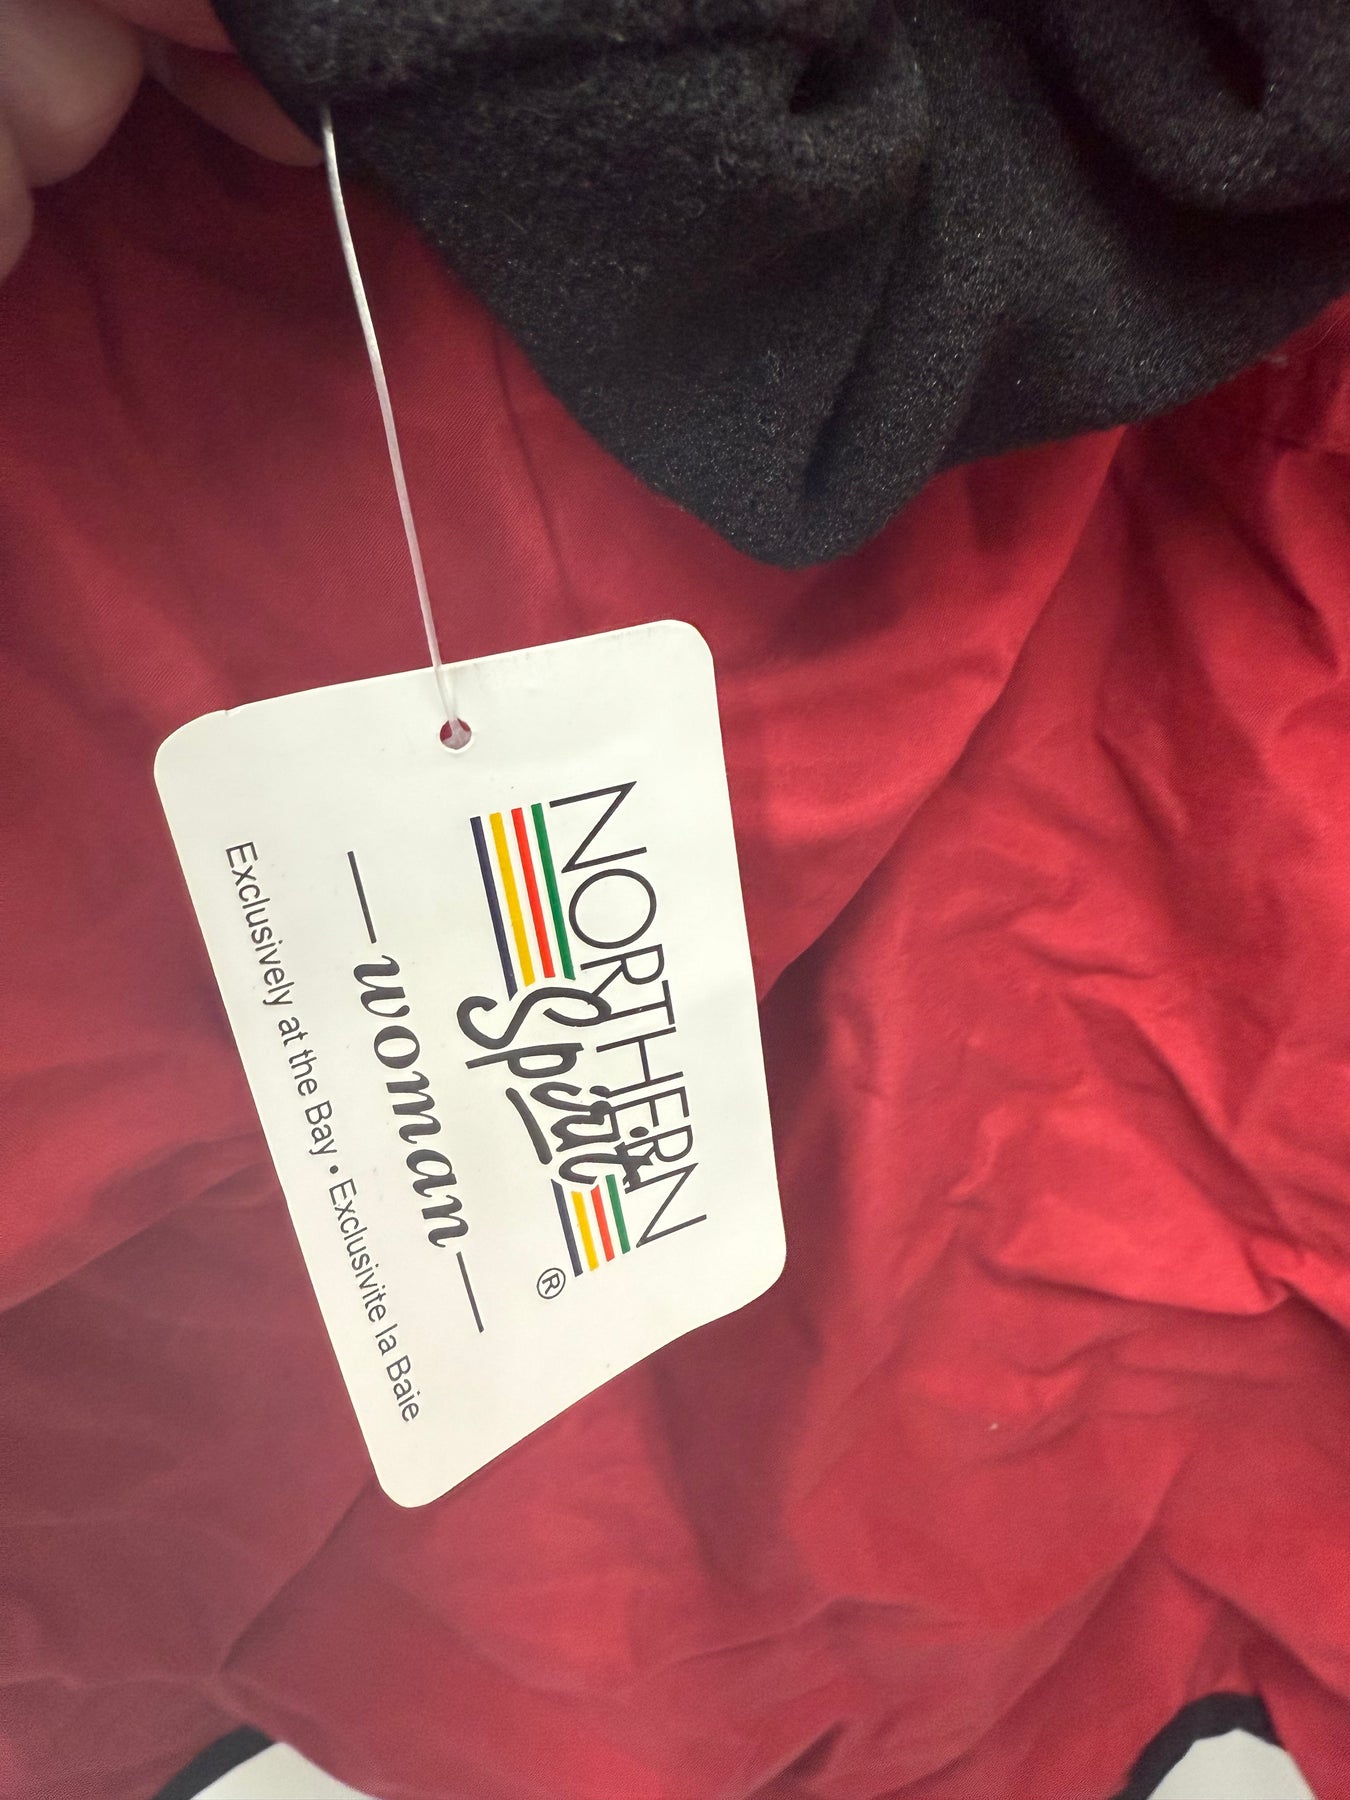 NORTHERN
Spirit ®
woman
Exclusively at the Bay • Exclusivite la Baie